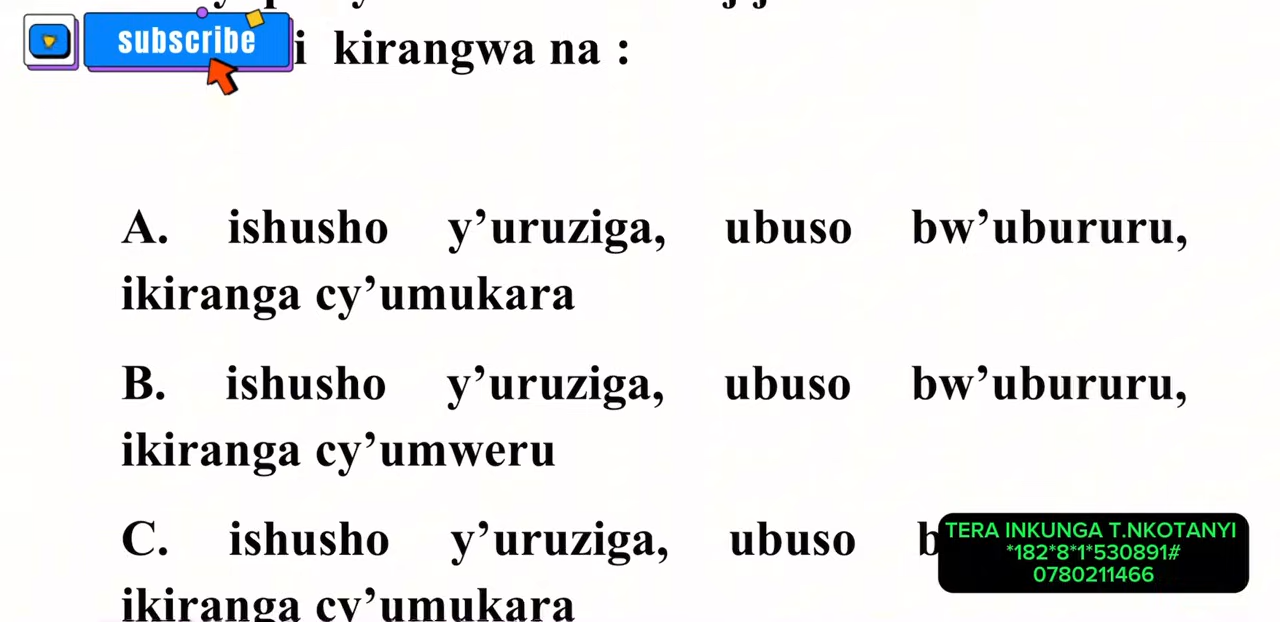 subscribe
kirangwa na :
A. ishusho y’uruziga, ubuso bw’ubururu,
ikiranga cy’umukara
B. ishusho y’uruziga, ubuso bw’ubururu,
ikiranga cy’umweru
C. ishusho y’uruziga, ubuso
ikiranga cy’umukara
TERA INKUNGA T.NKOTANYI
*182*8*1*530891#
0780211466